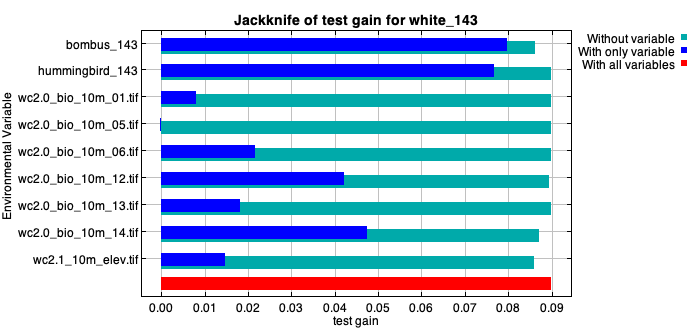 Jackknife of test gain for white_143
Without variable
With only variable
With all variables
Environmental Variable
bombus_143
hummingbird_143
wc2.0_bio_10m_01.tif
wc2.0_bio_10m_05.tif
wc2.0_bio_10m_06.tif
wc2.0_bio_10m_12.tif
wc2.0_bio_10m_13.tif
wc2.0_bio_10m_14.tif
wc2.1_10m_elev.tif
0.00 0.01 0.02 0.03 0.04 0.05 0.06 0.07 0.08 0.09
test gain